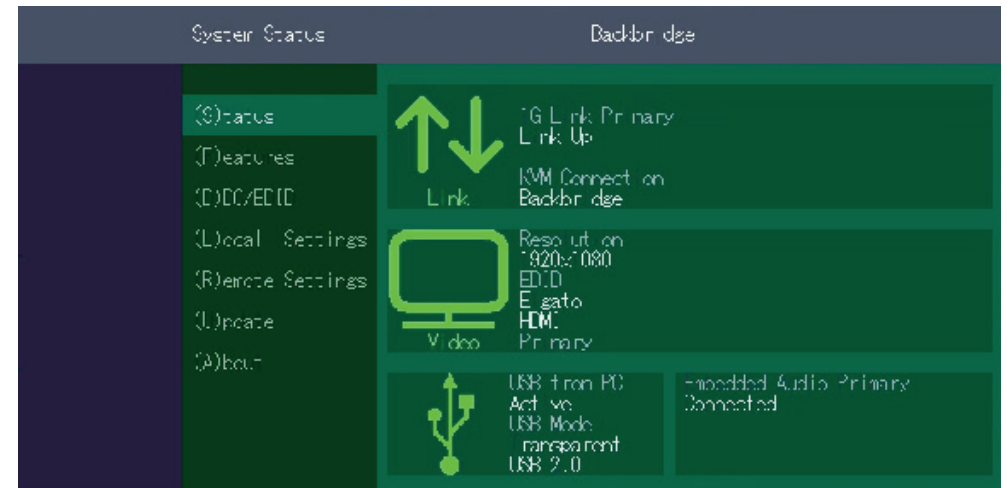 System Status
Backbridge
(S)tatus
(F)eatures
(D)DC/EDID
(L)ocal Settings
(R)emote Settings
(U)pdate
(A)bout
Link
1G Link Primary
Link Up
KVM Connection
Backbridge
Video
Resolution
1920x1080
EDID
Elgato
HDMI
Primary
USB from PC
Active
USB Mode
Transparent
USB 2.0
Embedded Audio Primary
Connected